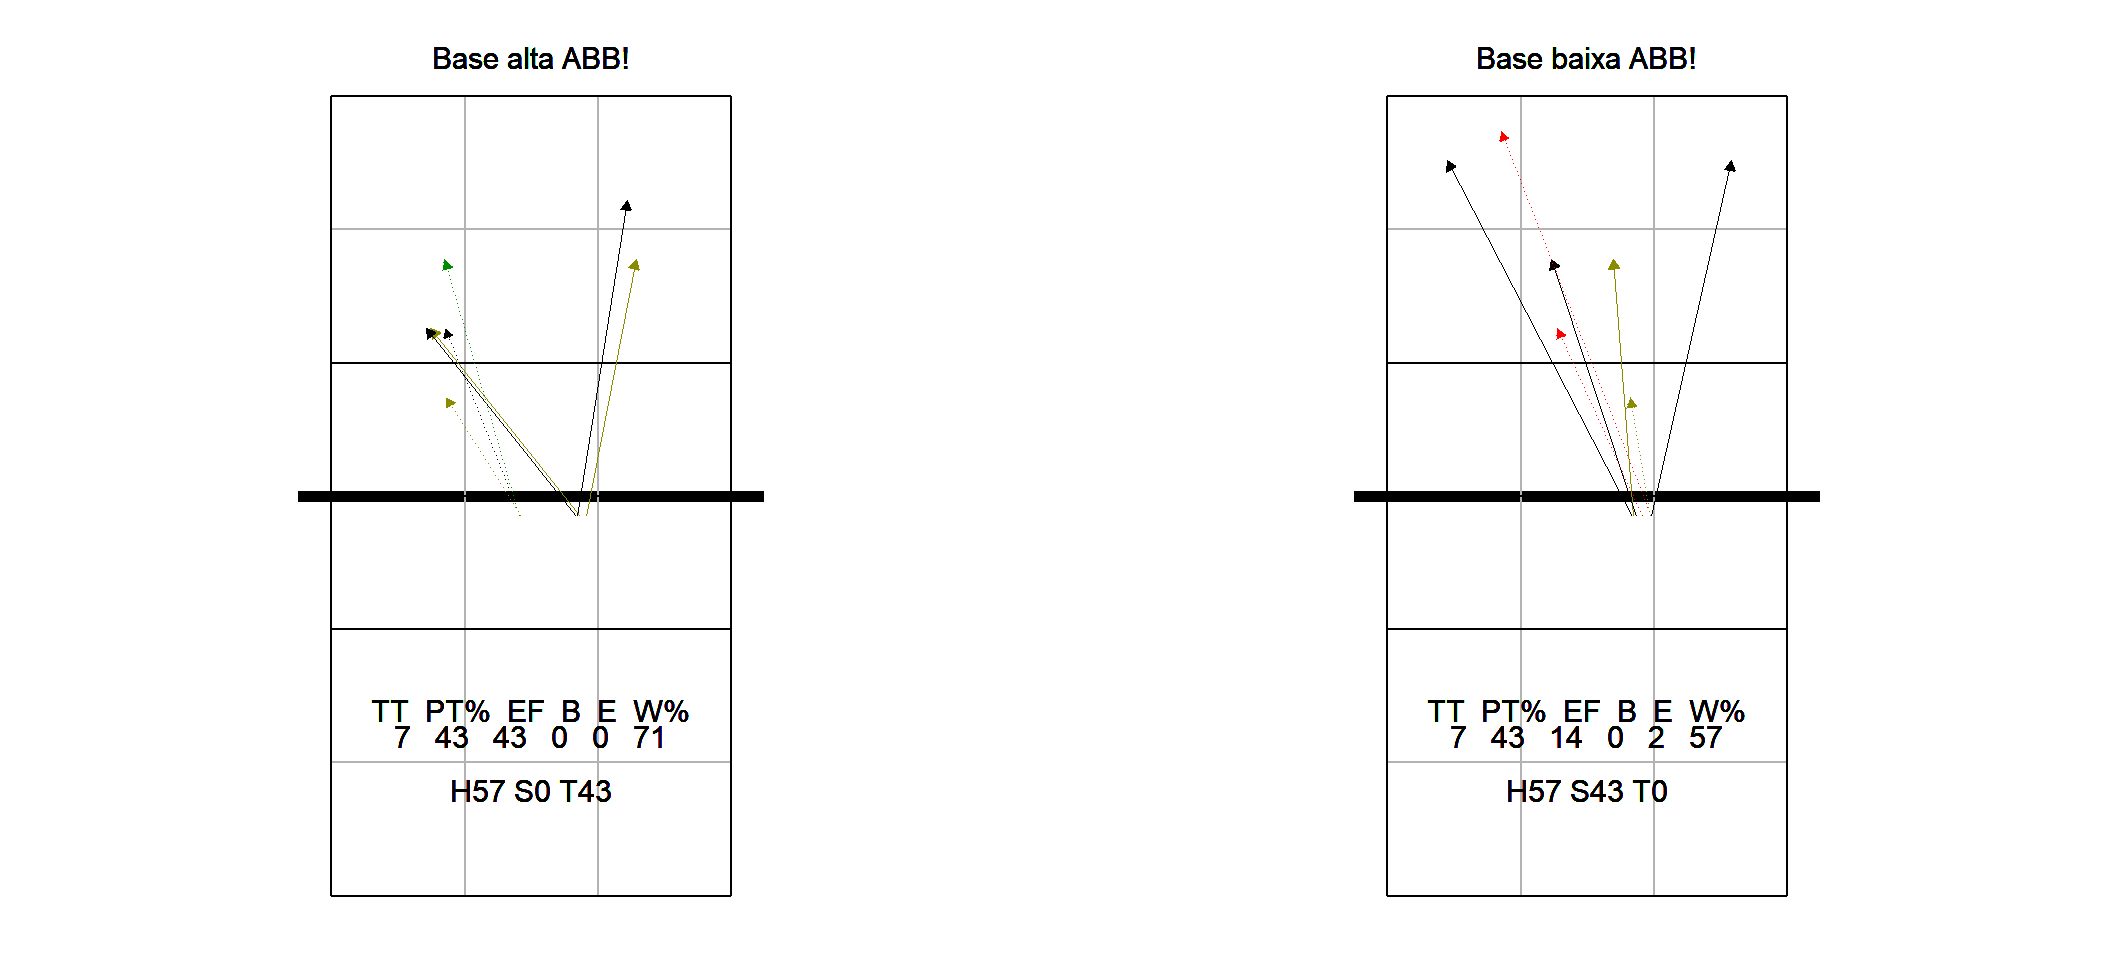 Base alta ABB!
TT PT% EF B E W%
7 43 43 0 0 71
H57 S0 T43
Base baixa ABB!
TT PT% EF B E W%
7 43 14 0 2 57
H57 S43 T0